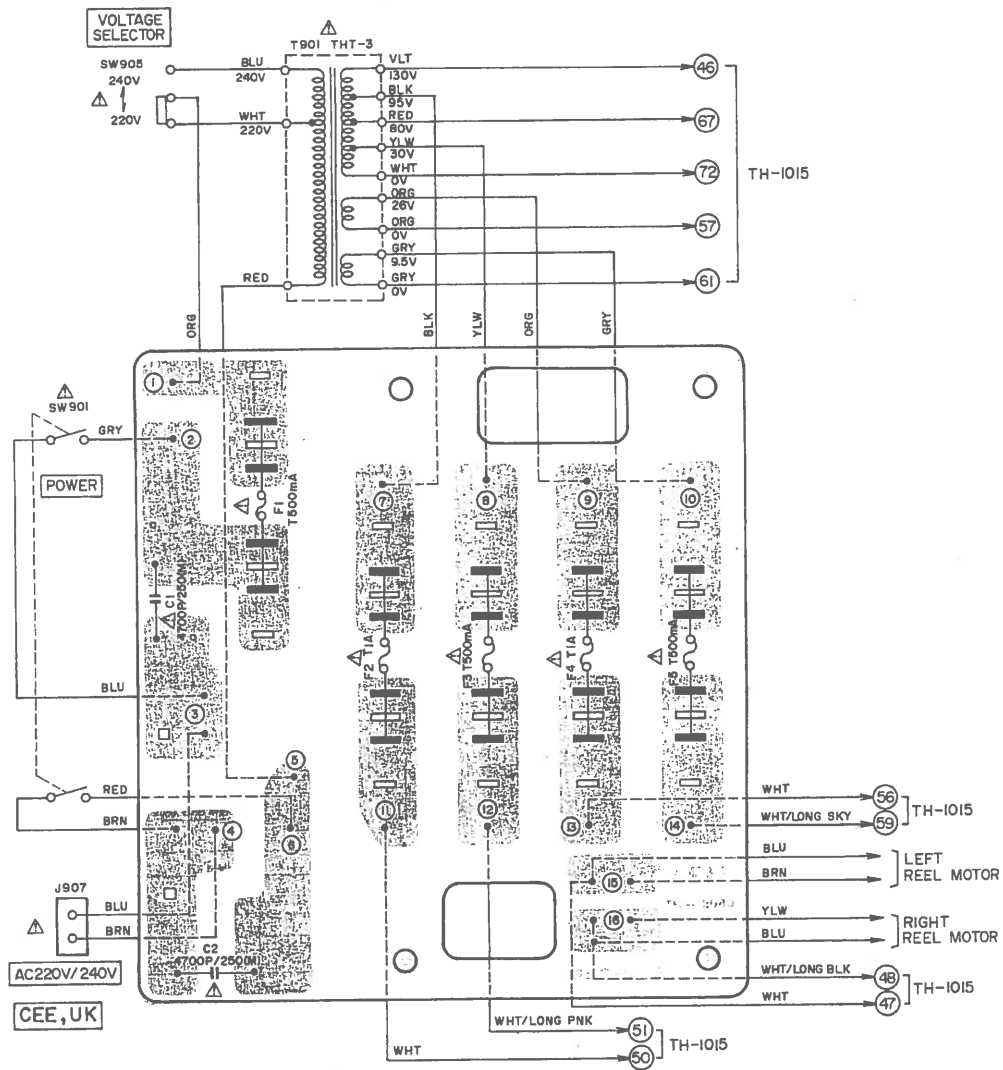 VOLTAGE
SELECTOR
SW905
240V
220V
T901 THT-3
BLU
240V
WHT
220V
RED
VLT
130V
BLK
95V
RED
80V
YLW
30V
WHT
0V
ORG
26V
ORG
0V
GRY
9.5V
GRY
0V
46
67
72
57
61
TH-1015
ORG
BLK
YLW
ORG
GRY
SW901
GRY
POWER
1
2
F1
T500mA
C1
4700P/250(M)
BLU
3
5
RED
BRN
4
6
J907
BLU
BRN
C2
4700P/250(M)
AC220V/240V
CEE,UK
7
8
9
10
F2 T1A
F3 T500mA
F4 T1A
F5 T500mA
11
12
13
14
WHT
56
WHT/LONG SKY
59
TH-1015
15
BLU
BRN
LEFT
REEL MOTOR
16
YLW
BLU
RIGHT
REEL MOTOR
WHT/LONG BLK
48
WHT
47
TH-1015
WHT/LONG PNK
51
WHT
50
TH-1015